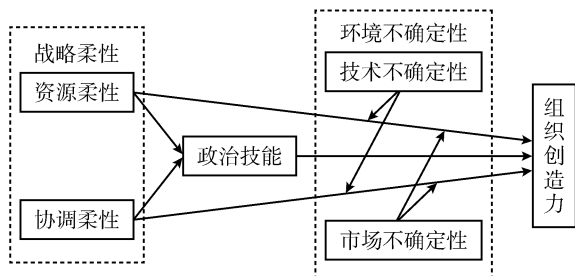 战略柔性
资源柔性
协调柔性
政治技能
环境不确定性
技术不确定性
市场不确定性
组织创造力